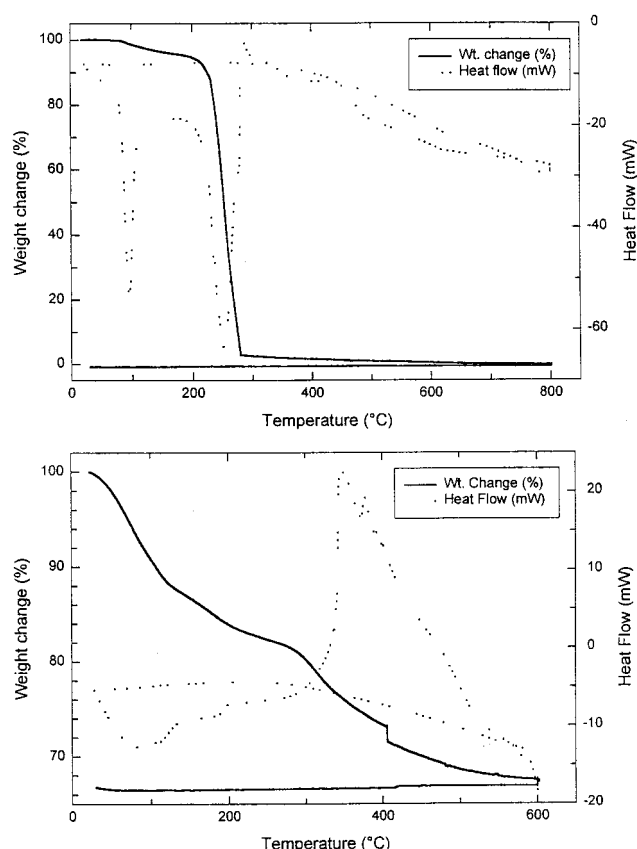 0
100
80
60
40
20
0
Weight change (%)
Wt. change (%)
Heat flow (mW)
-20
-40
-60
Heat Flow (mW)
0 200 400 600 800
Temperature (°C)
100
90
80
70
Weight change (%)
Wt. Change (%)
Heat Flow (mW)
20
10
0
-10
-20
Heat Flow (mW)
0 200 400 600
Temperature (°C)